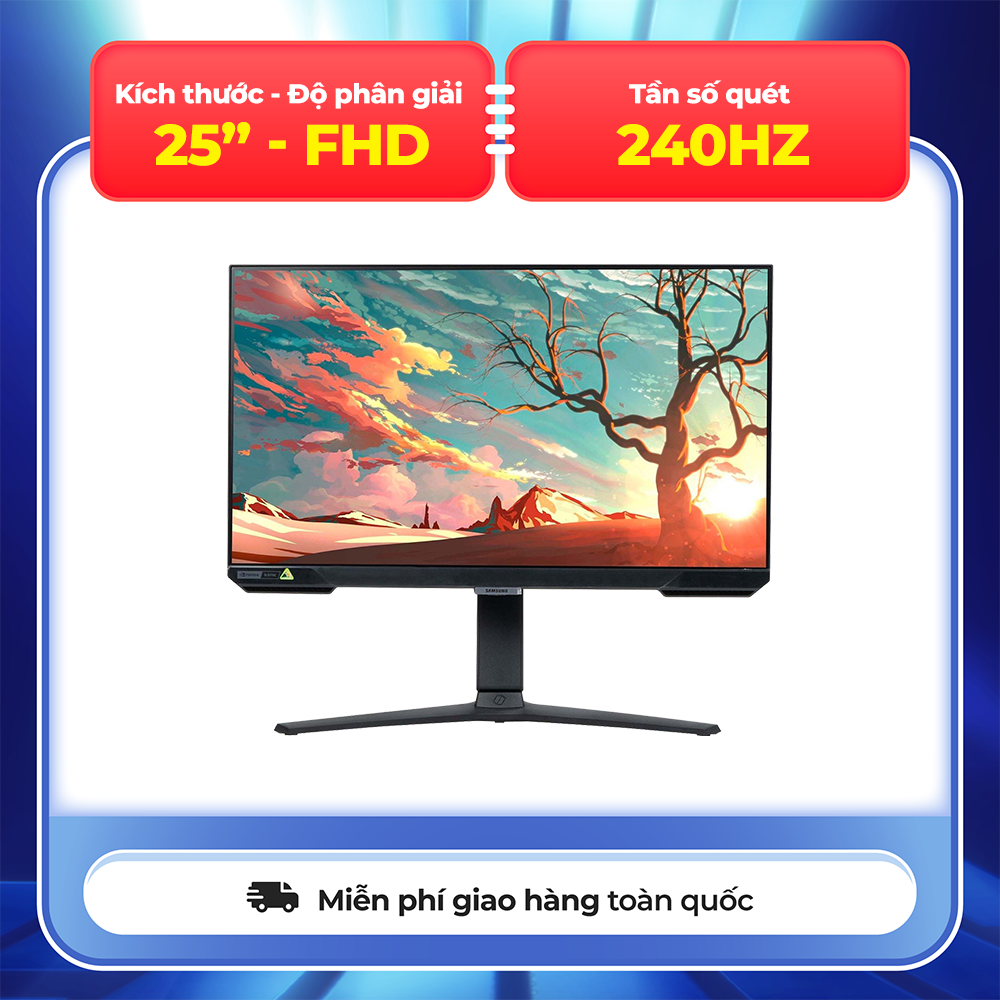 Kích thước - Độ phân giải
25” - FHD
Tần số quét
240HZ
SAMSUNG
Miễn phí giao hàng toàn quốc